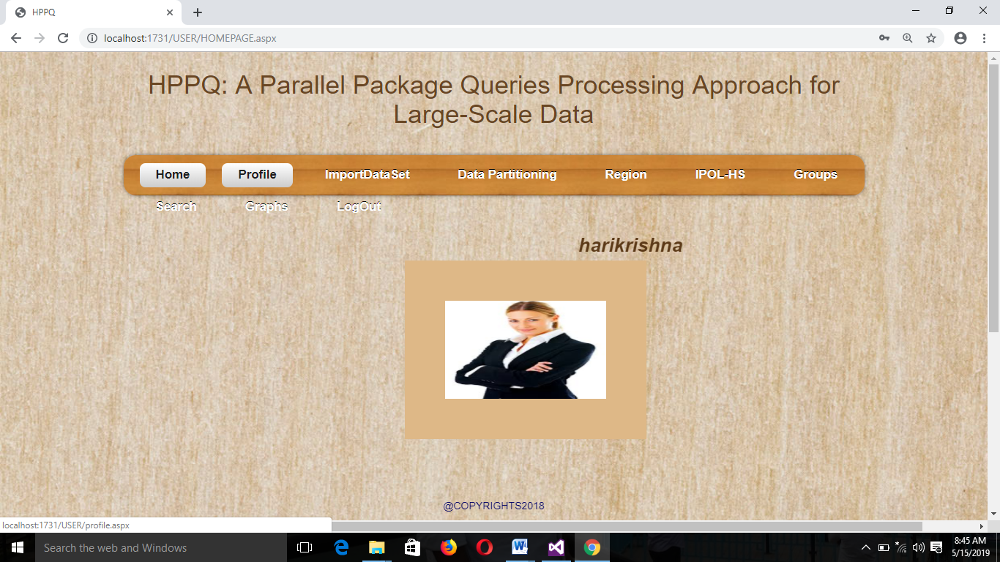 HPPQ
localhost:1731/USER/HOMEPAGE.aspx
HPPQ: A Parallel Package Queries Processing Approach for
Large-Scale Data
Home Profile ImportDataSet Data Partitioning Region IPOL-HS Groups
Search Graphs LogOut
harikrishna
@COPYRIGHTS2018
localhost:1731/USER/profile.aspx
Search the web and Windows
8:45 AM
5/15/2019